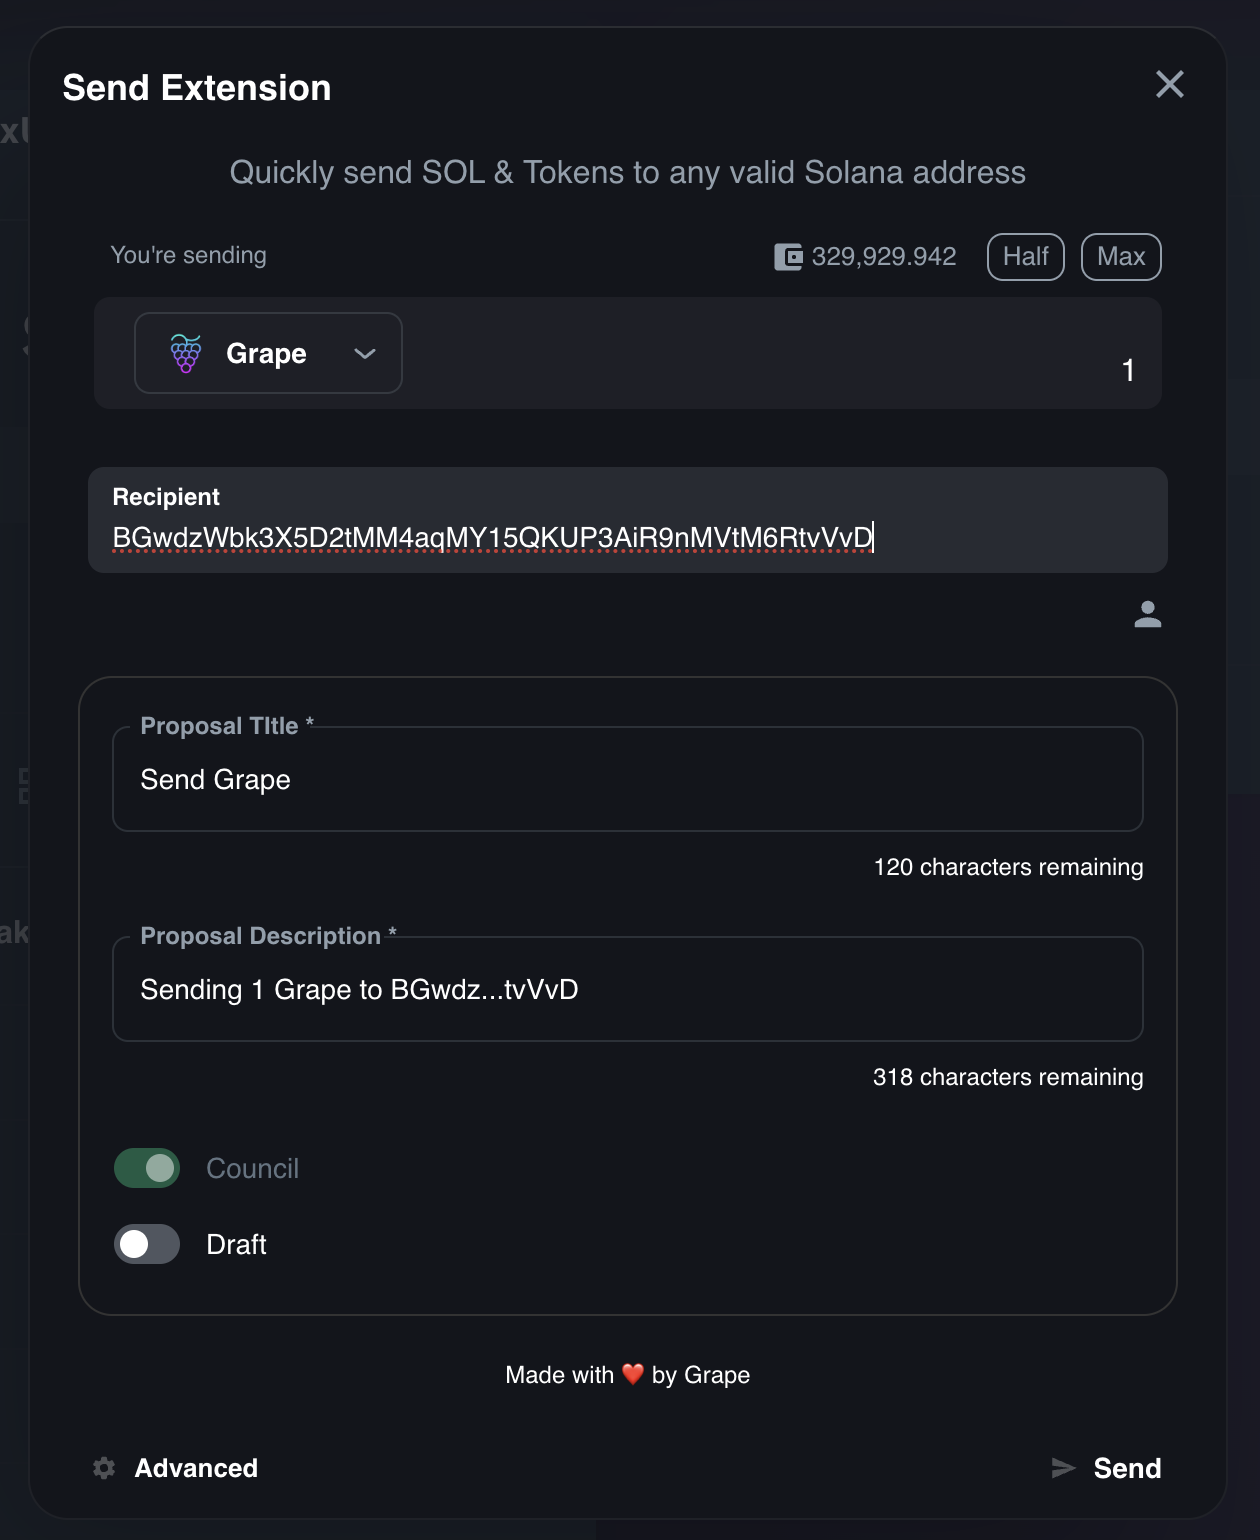 Send Extension
Quickly send SOL & Tokens to any valid Solana address
You're sending
329,929.942
Half
Max
Grape
1
Recipient
BGwdzWbk3X5D2tMM4aqMY15QKUP3AiR9nMVtM6RtvVvD
Proposal TItle *
Send Grape
120 characters remaining
Proposal Description *
Sending 1 Grape to BGwdz...tvVvD
318 characters remaining
Council
Draft
Made with ❤️ by Grape
Advanced
Send